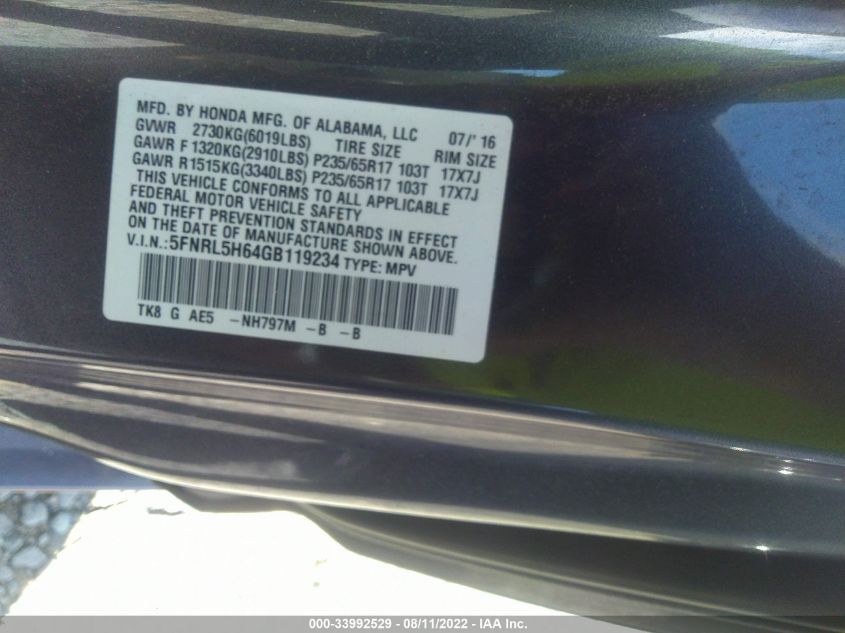 MFD. BY HONDA MFG. OF ALABAMA, LLC 07/'16
GVWR 2730KG(6019LBS) TIRE SIZE RIM SIZE
GAWR F 1320KG(2910LBS) P235/65R17 103T 17X7J
GAWR R1515KG(3340LBS) P235/65R17 103T 17X7J
THIS VEHICLE CONFORMS TO ALL APPLICABLE
FEDERAL MOTOR VEHICLE SAFETY
AND THEFT PREVENTION STANDARDS IN EFFECT
ON THE DATE OF MANUFACTURE SHOWN ABOVE.
V.I.N.:5FNRL5H64GB119234 TYPE: MPV
TK8 G AE5 -NH797M -B -B
000-33992529 - 08/11/2022 - IAA Inc.